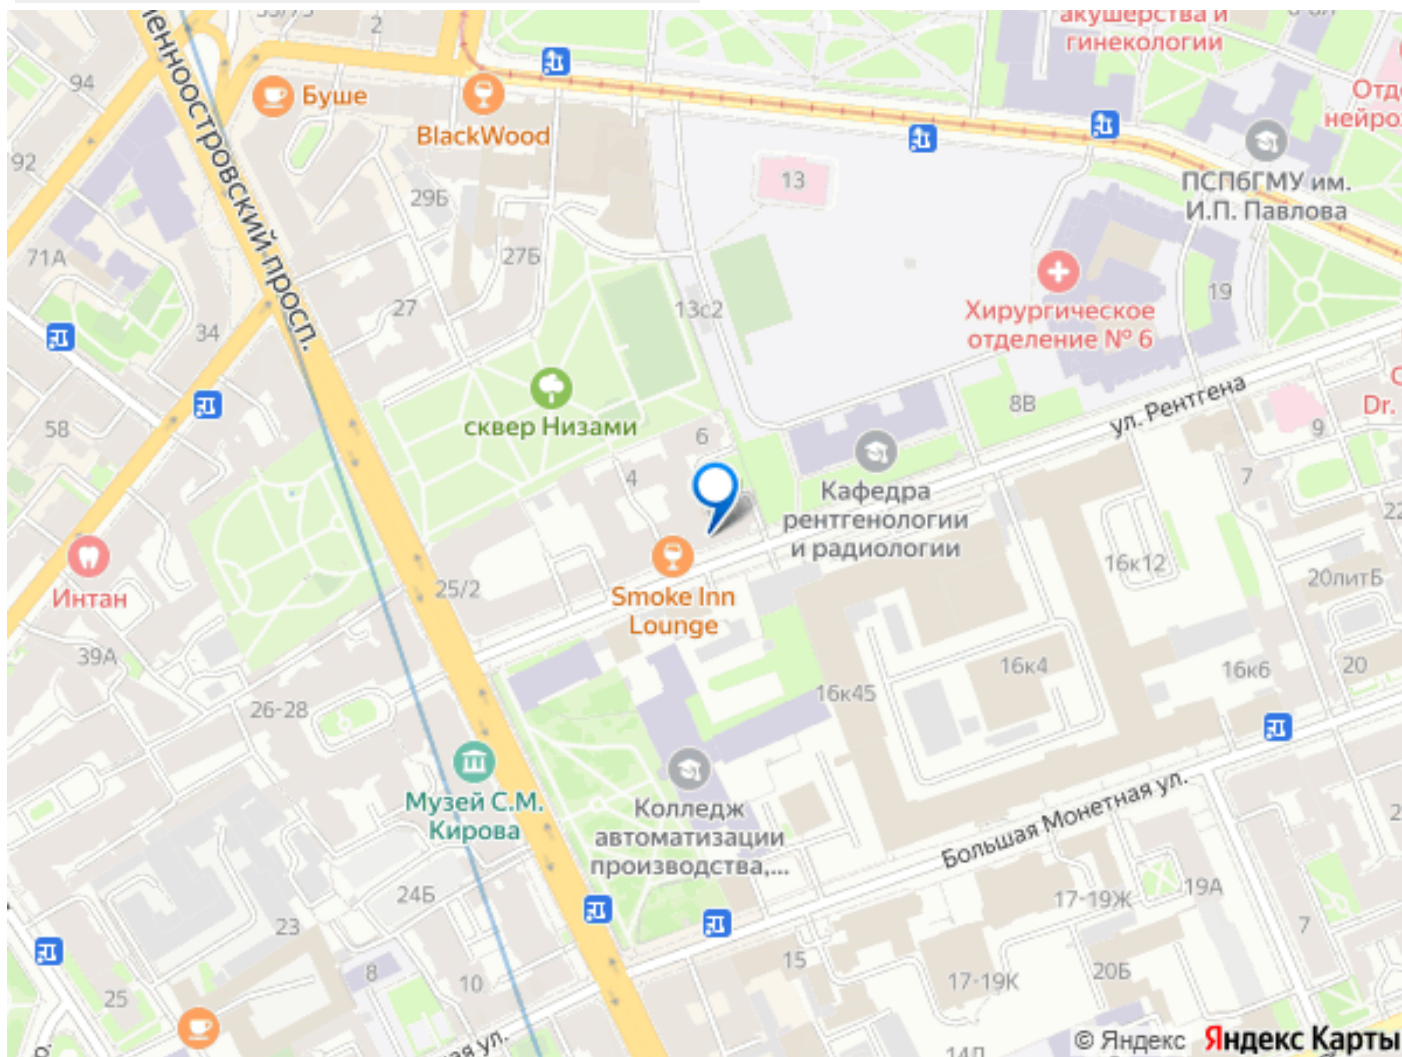 2
94
Буше
BlackWood
92
29Б
71А
27Б
27
34
58
Каменноостровский просп.
акушерства и
гинекологии
13
ПСПбГМУ им.
И.П. Павлова
13с2
19
Хирургическое
отделение № 6
8В
ул. Рентгена
Dr.
9
7
сквер Низами
6
4
Кафедра
рентгенологии
и радиологии
Smoke Inn
Lounge
25/2
Интан
39А
26-28
16к12
20литБ
16к4
16к45
16к6
20
Музей С.М.
Кирова
Колледж
автоматизации
производства,...
Большая Монетная ул.
24Б
23
8
10
25
15
17-19Ж
19А
7
17-19К
20Б
© Яндекс Яндекс Карты